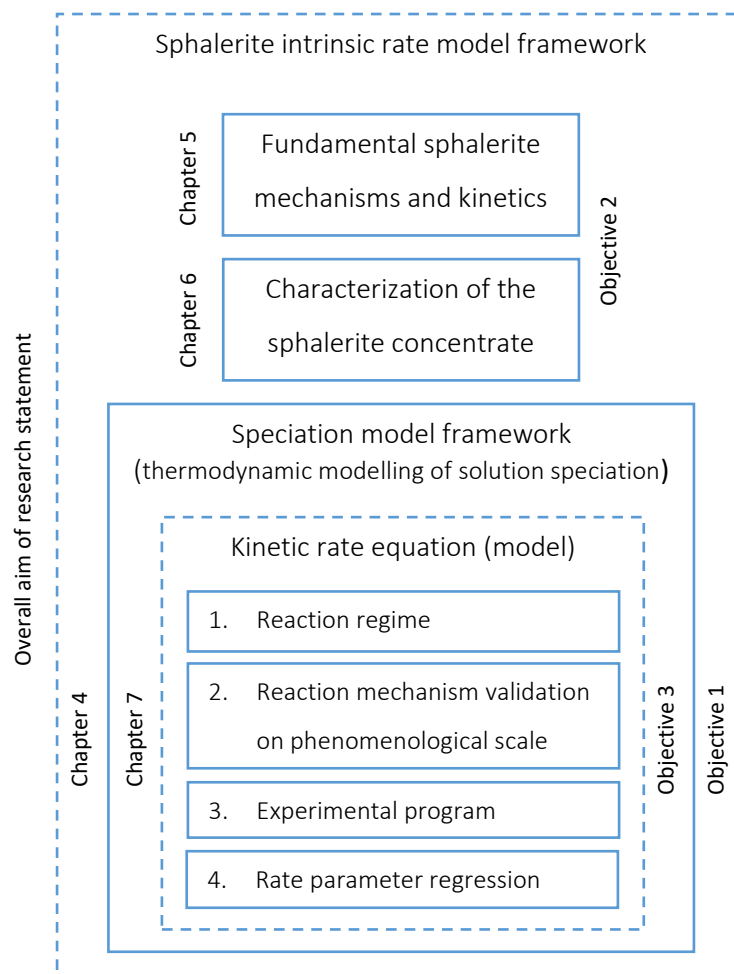 Sphalerite intrinsic rate model framework
Overall aim of research statement
Chapter 5
Fundamental sphalerite
mechanisms and kinetics
Objective 2
Chapter 6
Characterization of the
sphalerite concentrate
Chapter 4
Speciation model framework
(thermodynamic modelling of solution speciation)
Objective 1
Chapter 7
Kinetic rate equation (model)
Objective 3
1. Reaction regime
2. Reaction mechanism validation
on phenomenological scale
3. Experimental program
4. Rate parameter regression